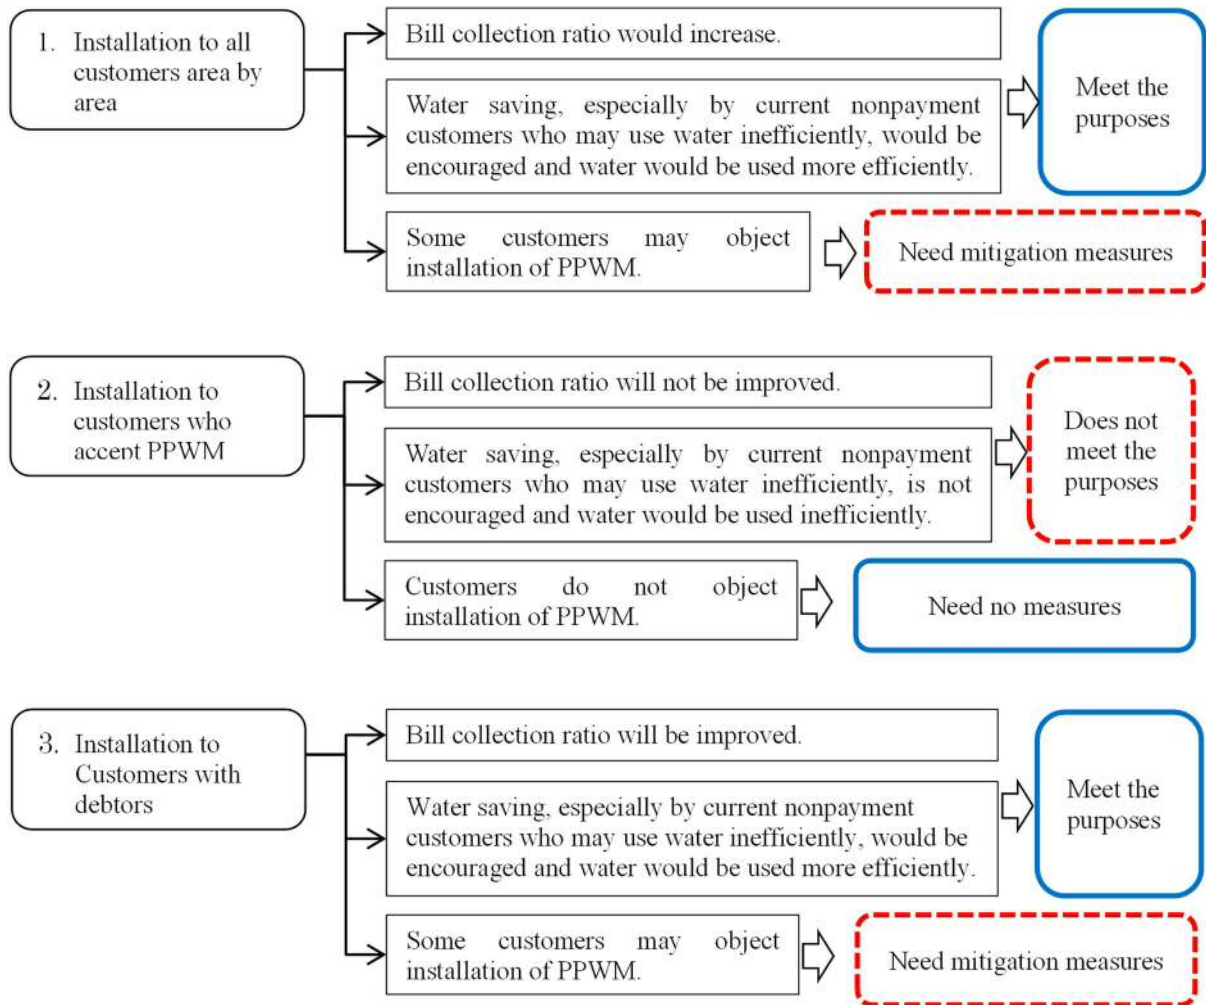 1. Installation to all
customers area by
area
Bill collection ratio would increase.
Water saving, especially by current nonpayment
customers who may use water inefficiently, would be
encouraged and water would be used more efficiently.
Meet the
purposes
Some customers may object
installation of PPWM.
Need mitigation measures
2. Installation to
customers who
accent PPWM
Bill collection ratio will not be improved.
Water saving, especially by current nonpayment
customers who may use water inefficiently, is not
encouraged and water would be used inefficiently.
Does not
meet the
purposes
Customers do not object
installation of PPWM.
Need no measures
3. Installation to
Customers with
debtors
Bill collection ratio will be improved.
Water saving, especially by current nonpayment
customers who may use water inefficiently, would be
encouraged and water would be used more efficiently.
Meet the
purposes
Some customers may object
installation of PPWM.
Need mitigation measures